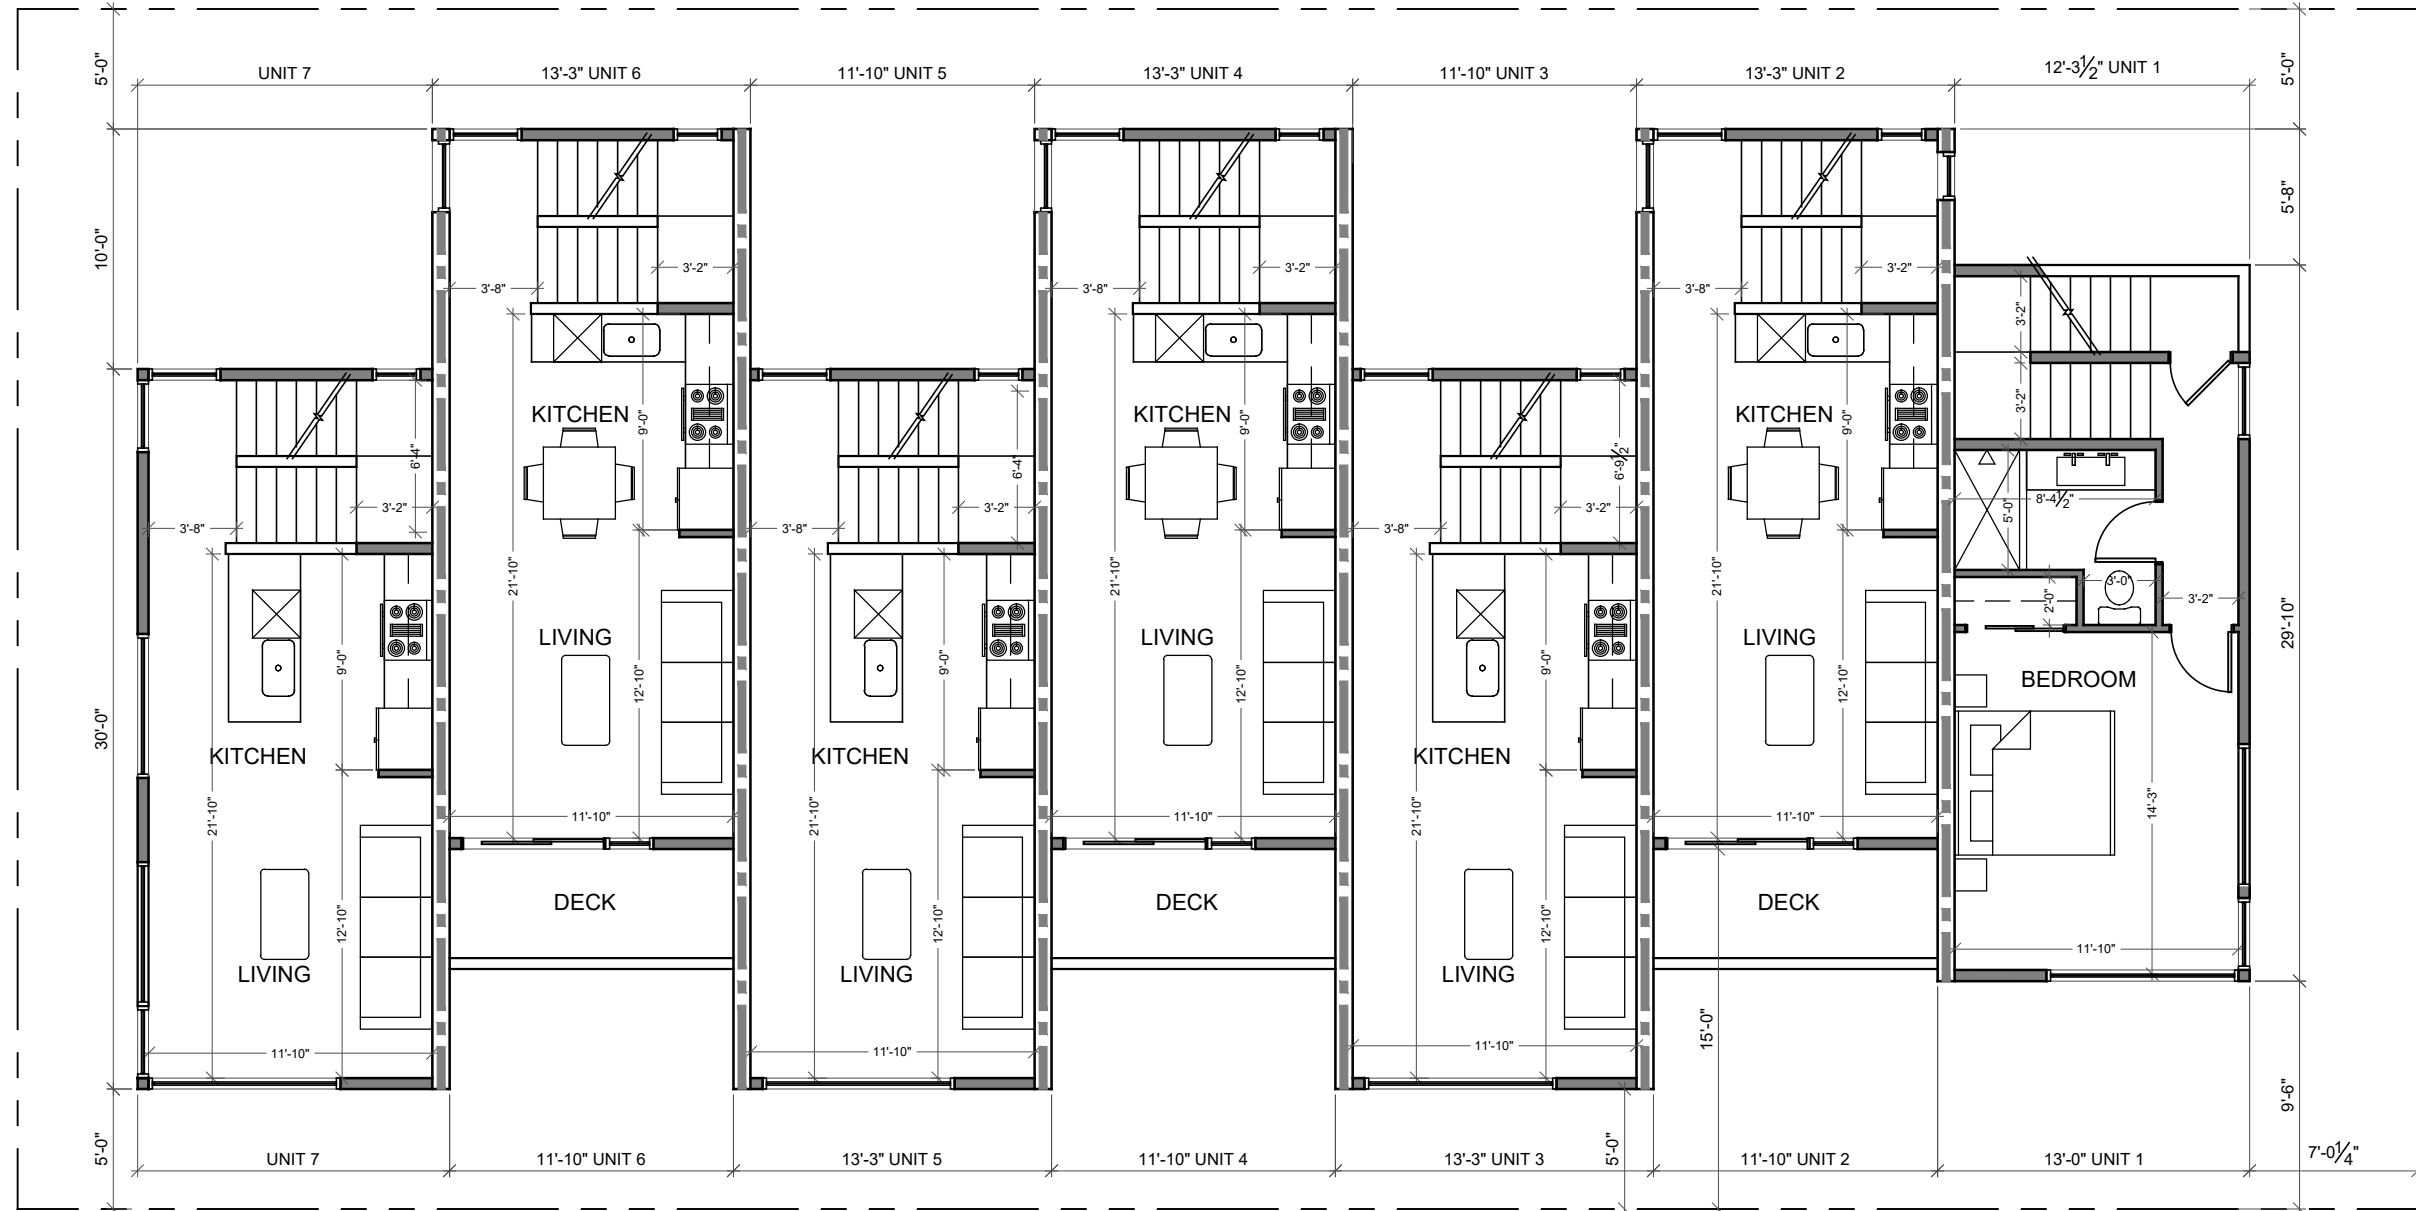 UNIT 7
13'-3" UNIT 6
11'-10" UNIT 5
13'-3" UNIT 4
11'-10" UNIT 3
13'-3" UNIT 2
12'-3½" UNIT 1
5'-0"
5'-0"
10'-0"
5'-8"
3'-8"
3'-2"
3'-8"
3'-2"
3'-8"
3'-2"
3'-2"
3'-2"
KITCHEN
9'-0"
KITCHEN
9'-0"
KITCHEN
9'-0"
6'-4"
6'-4"
6'-9½"
3'-8"
3'-2"
3'-8"
3'-2"
3'-8"
3'-2"
8'-4½"
5'-0"
3'-0"
2'-0"
3'-2"
21'-10"
21'-10"
21'-10"
LIVING
12'-10"
LIVING
12'-10"
LIVING
12'-10"
29'-10"
30'-0"
9'-0"
9'-0"
9'-0"
BEDROOM
KITCHEN
KITCHEN
KITCHEN
14'-3"
21'-10"
11'-10"
21'-10"
11'-10"
21'-10"
11'-10"
DECK
DECK
DECK
12'-10"
12'-10"
12'-10"
11'-10"
LIVING
LIVING
LIVING
15'-0"
11'-10"
11'-10"
11'-10"
9'-6"
5'-0"
5'-0"
UNIT 7
11'-10" UNIT 6
13'-3" UNIT 5
11'-10" UNIT 4
13'-3" UNIT 3
11'-10" UNIT 2
13'-0" UNIT 1
7'-0¼"